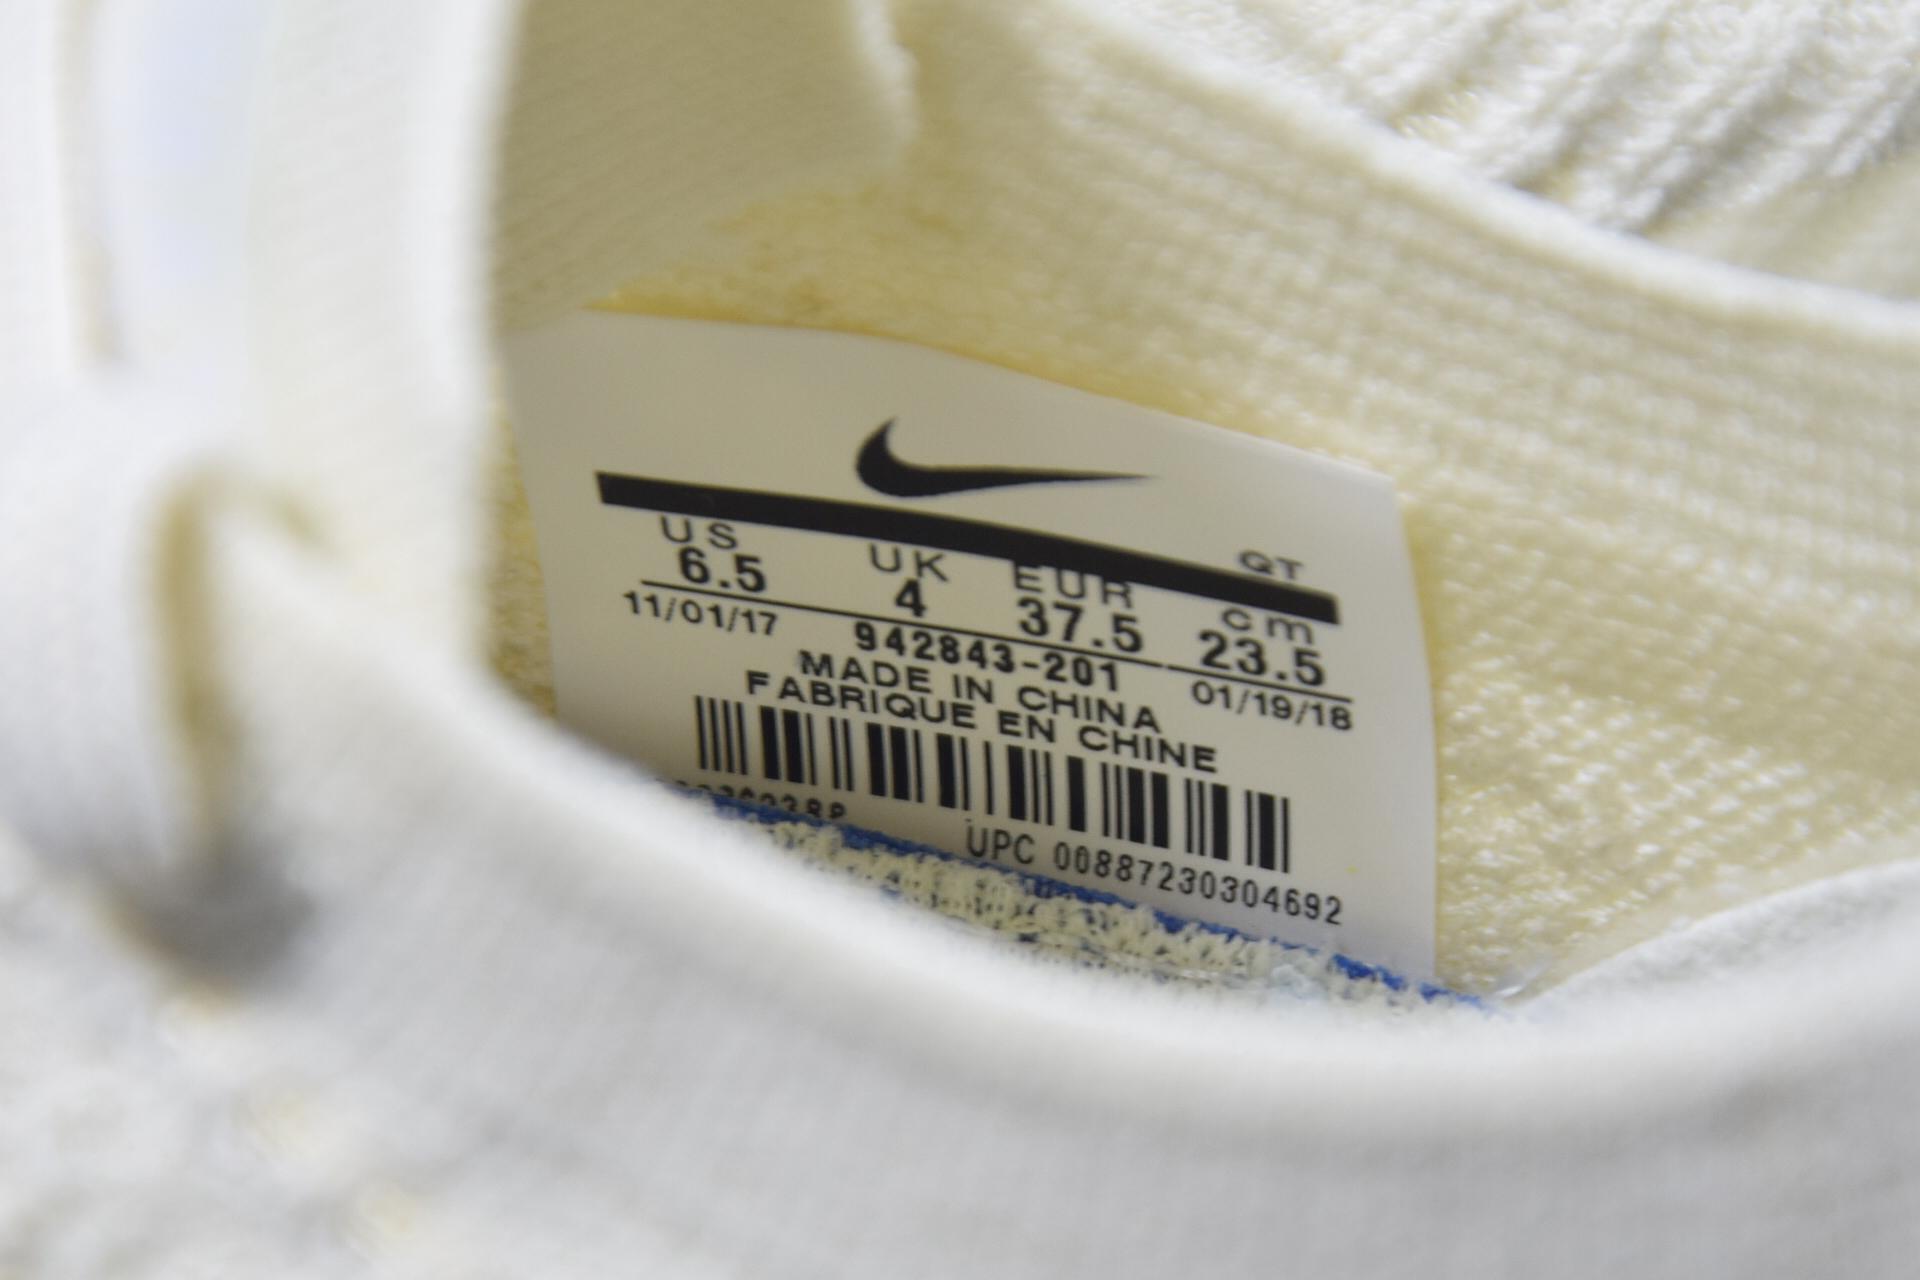 QT
US UK EUR cm
6.5 4 37.5 23.5
11/01/17 942843-201 01/19/18
MADE IN CHINA
FABRIQUE EN CHINE
UPC 00887230304692